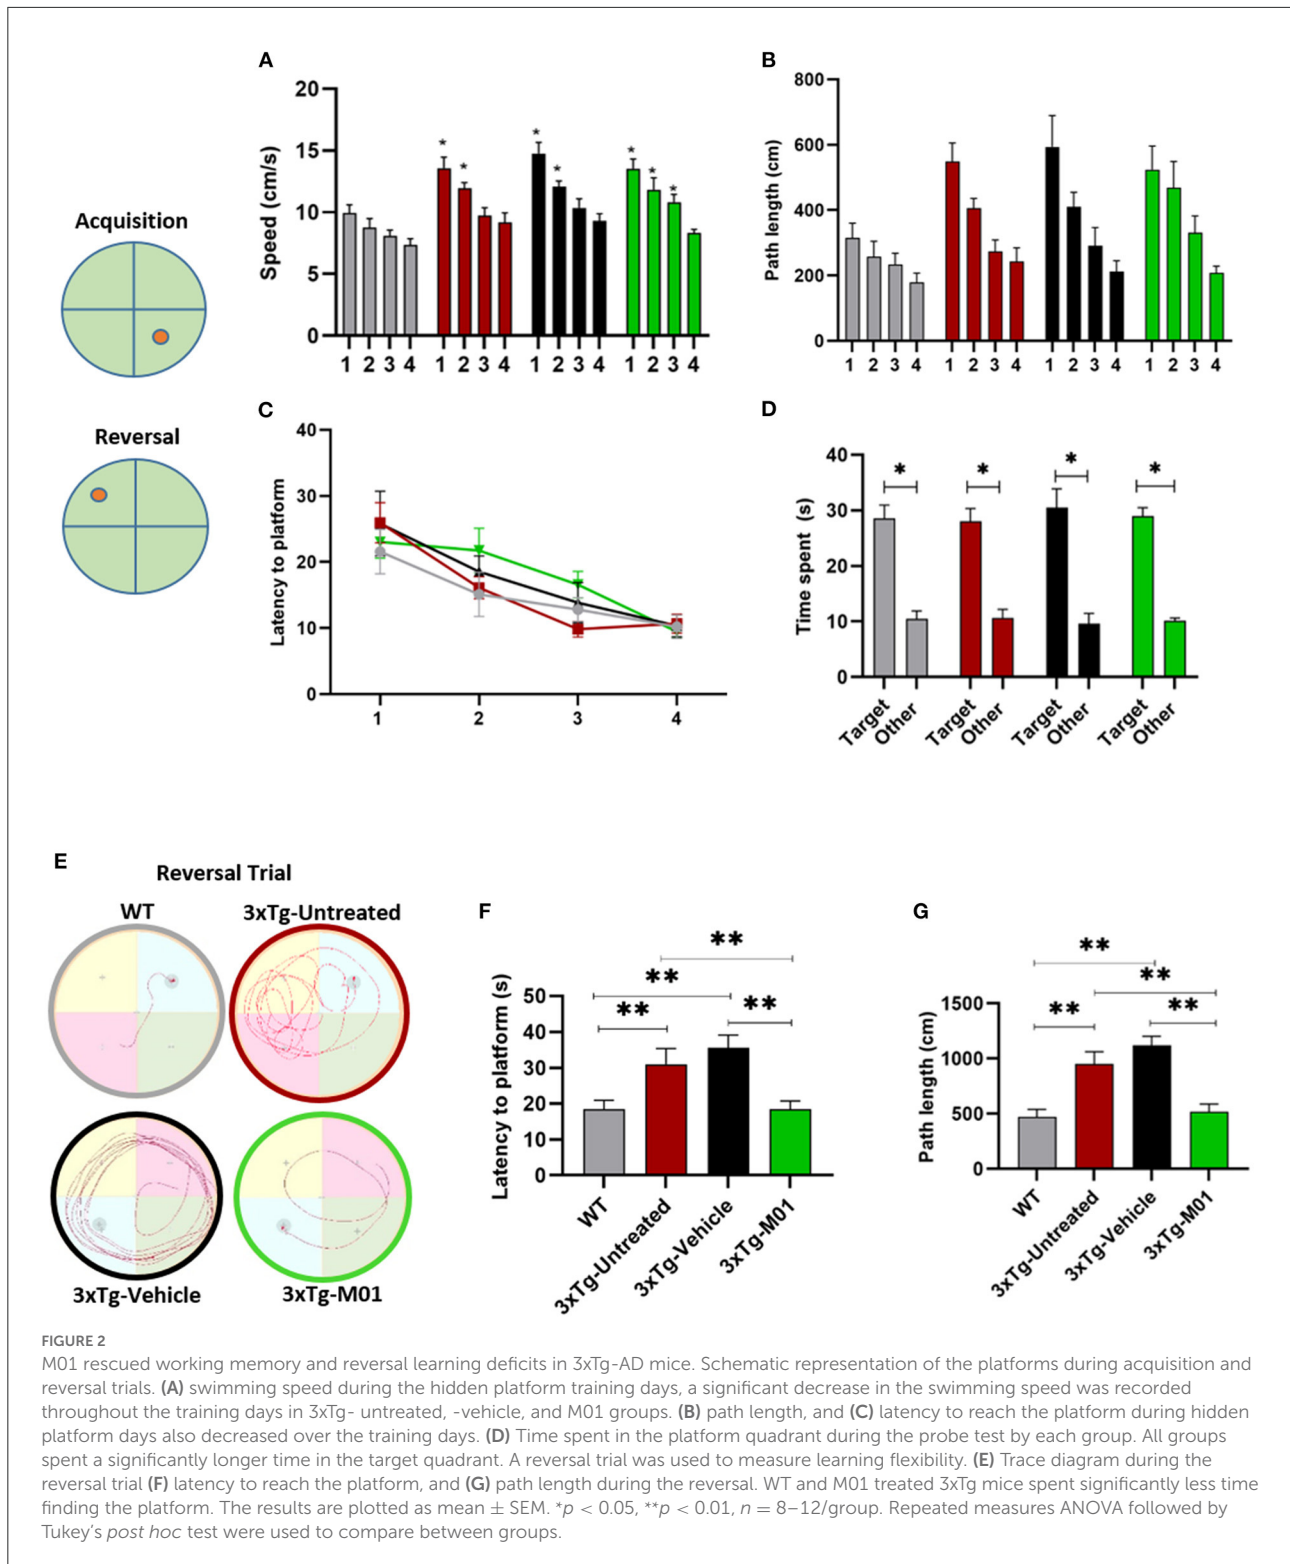 A
Speed (cm/s)
20
15
10
5
0
* * * * * * *
1 2 3 4 1 2 3 4 1 2 3 4 1 2 3 4
B
Path length (cm)
800
600
400
200
0
1 2 3 4 1 2 3 4 1 2 3 4 1 2 3 4
Acquisition
Reversal
C
Latency to platform
40
30
20
10
0
1 2 3 4
D
Time spent (s)
40
30
20
10
0
* * * *
Target Other Target Other Target Other Target Other
E
Reversal Trial
WT 3xTg-Untreated
3xTg-Vehicle 3xTg-M01
F
Latency to platform (s)
50
40
30
20
10
0
**
**
** **
WT 3xTg-Untreated 3xTg-Vehicle 3xTg-M01
G
Path length (cm)
1500
1000
500
0
**
**
** **
WT 3xTg-Untreated 3xTg-Vehicle 3xTg-M01
FIGURE 2
M01 rescued working memory and reversal learning deficits in 3xTg-AD mice. Schematic representation of the platforms during acquisition and
reversal trials. (A) swimming speed during the hidden platform training days, a significant decrease in the swimming speed was recorded
throughout the training days in 3xTg- untreated, -vehicle, and M01 groups. (B) path length, and (C) latency to reach the platform during hidden
platform days also decreased over the training days. (D) Time spent in the platform quadrant during the probe test by each group. All groups
spent a significantly longer time in the target quadrant. A reversal trial was used to measure learning flexibility. (E) Trace diagram during the
reversal trial (F) latency to reach the platform, and (G) path length during the reversal. WT and M01 treated 3xTg mice spent significantly less time
finding the platform. The results are plotted as mean ± SEM. *p < 0.05, **p < 0.01, n = 8–12/group. Repeated measures ANOVA followed by
Tukey's post hoc test were used to compare between groups.